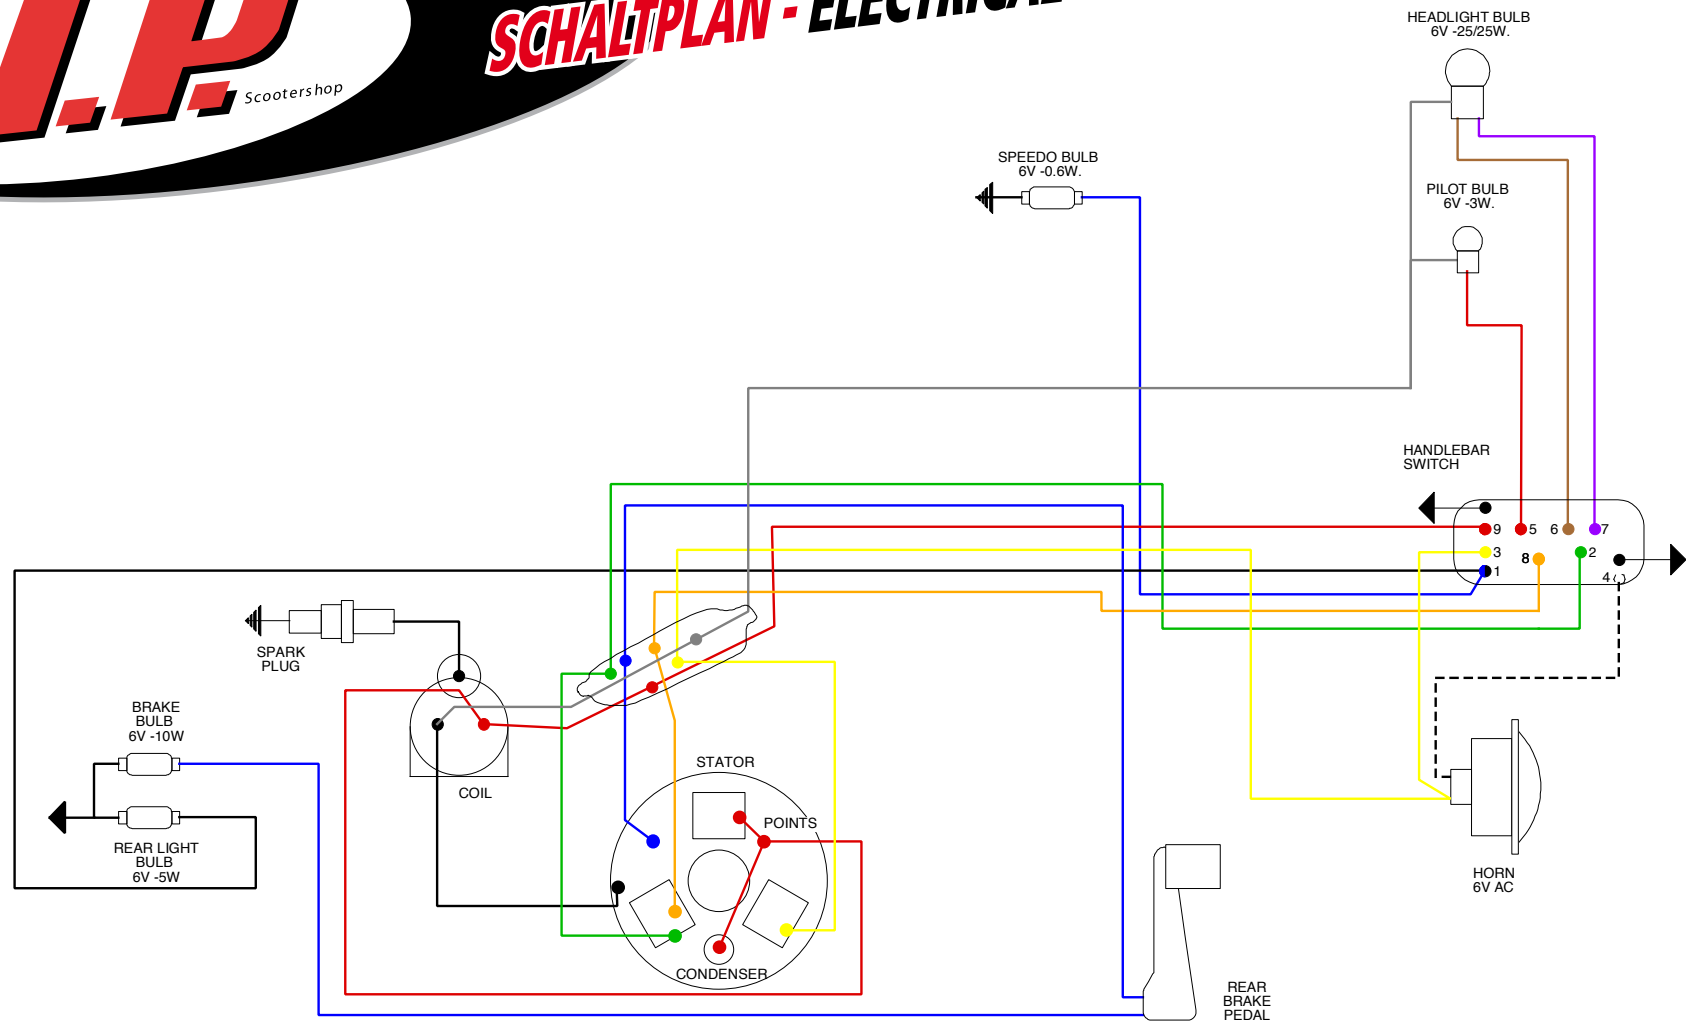 SCHALTPLAN - ELECTRICAL
Scootershop
HEADLIGHT BULB
6V -25/25W.
SPEEDO BULB
6V -0.6W.
PILOT BULB
6V -3W.
HANDLEBAR
SWITCH
9 5 6 7
3 8 2
1 4
SPARK
PLUG
BRAKE
BULB
6V -10W
COIL
STATOR
POINTS
REAR LIGHT
BULB
6V -5W
HORN
6V AC
CONDENSER
REAR
BRAKE
PEDAL